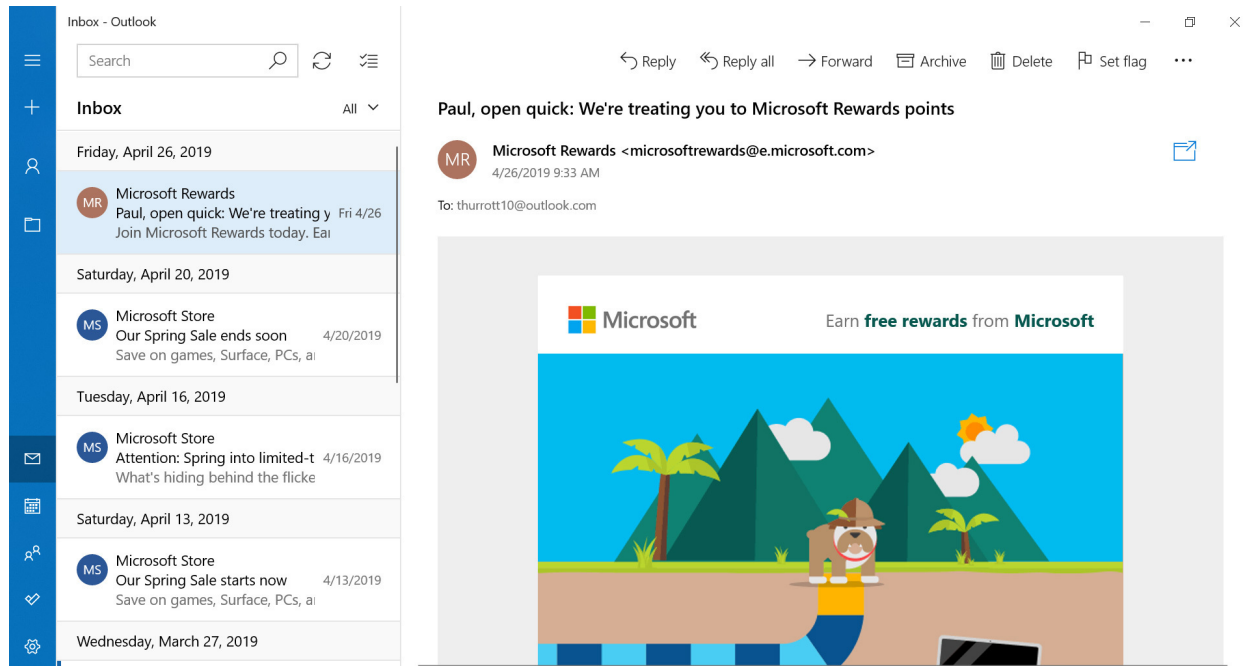 Inbox - Outlook
Search
Inbox
All
Friday, April 26, 2019
MR
Microsoft Rewards
Paul, open quick: We're treating y Fri 4/26
Join Microsoft Rewards today. Ear
Saturday, April 20, 2019
MS
Microsoft Store
Our Spring Sale ends soon 4/20/2019
Save on games, Surface, PCs, a
Tuesday, April 16, 2019
MS
Microsoft Store
Attention: Spring into limited-t 4/16/2019
What's hiding behind the flicke
Saturday, April 13, 2019
MS
Microsoft Store
Our Spring Sale starts now 4/13/2019
Save on games, Surface, PCs, a
Wednesday, March 27, 2019
Reply Reply all Forward Archive Delete Set flag
Paul, open quick: We're treating you to Microsoft Rewards points
MR
Microsoft Rewards <microsoftrewards@e.microsoft.com>
4/26/2019 9:33 AM
To: thurrott10@outlook.com
Microsoft Earn free rewards from Microsoft